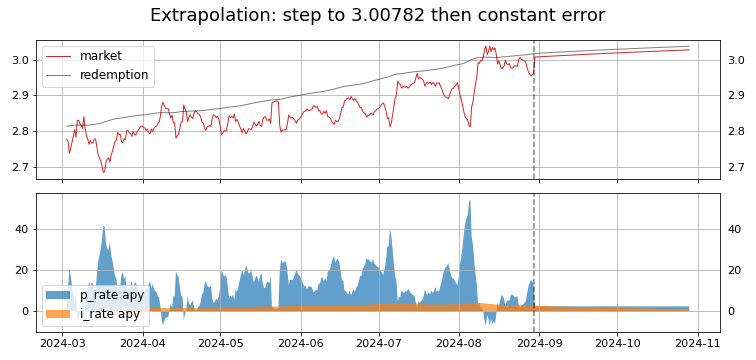 Extrapolation: step to 3.00782 then constant error
3.0
2.9
2.8
2.7
market
redemption
3.0
2.9
2.8
2.7
40
20
0
p_rate apy
i_rate apy
40
20
0
2024-03 2024-04 2024-05 2024-06 2024-07 2024-08 2024-09 2024-10 2024-11